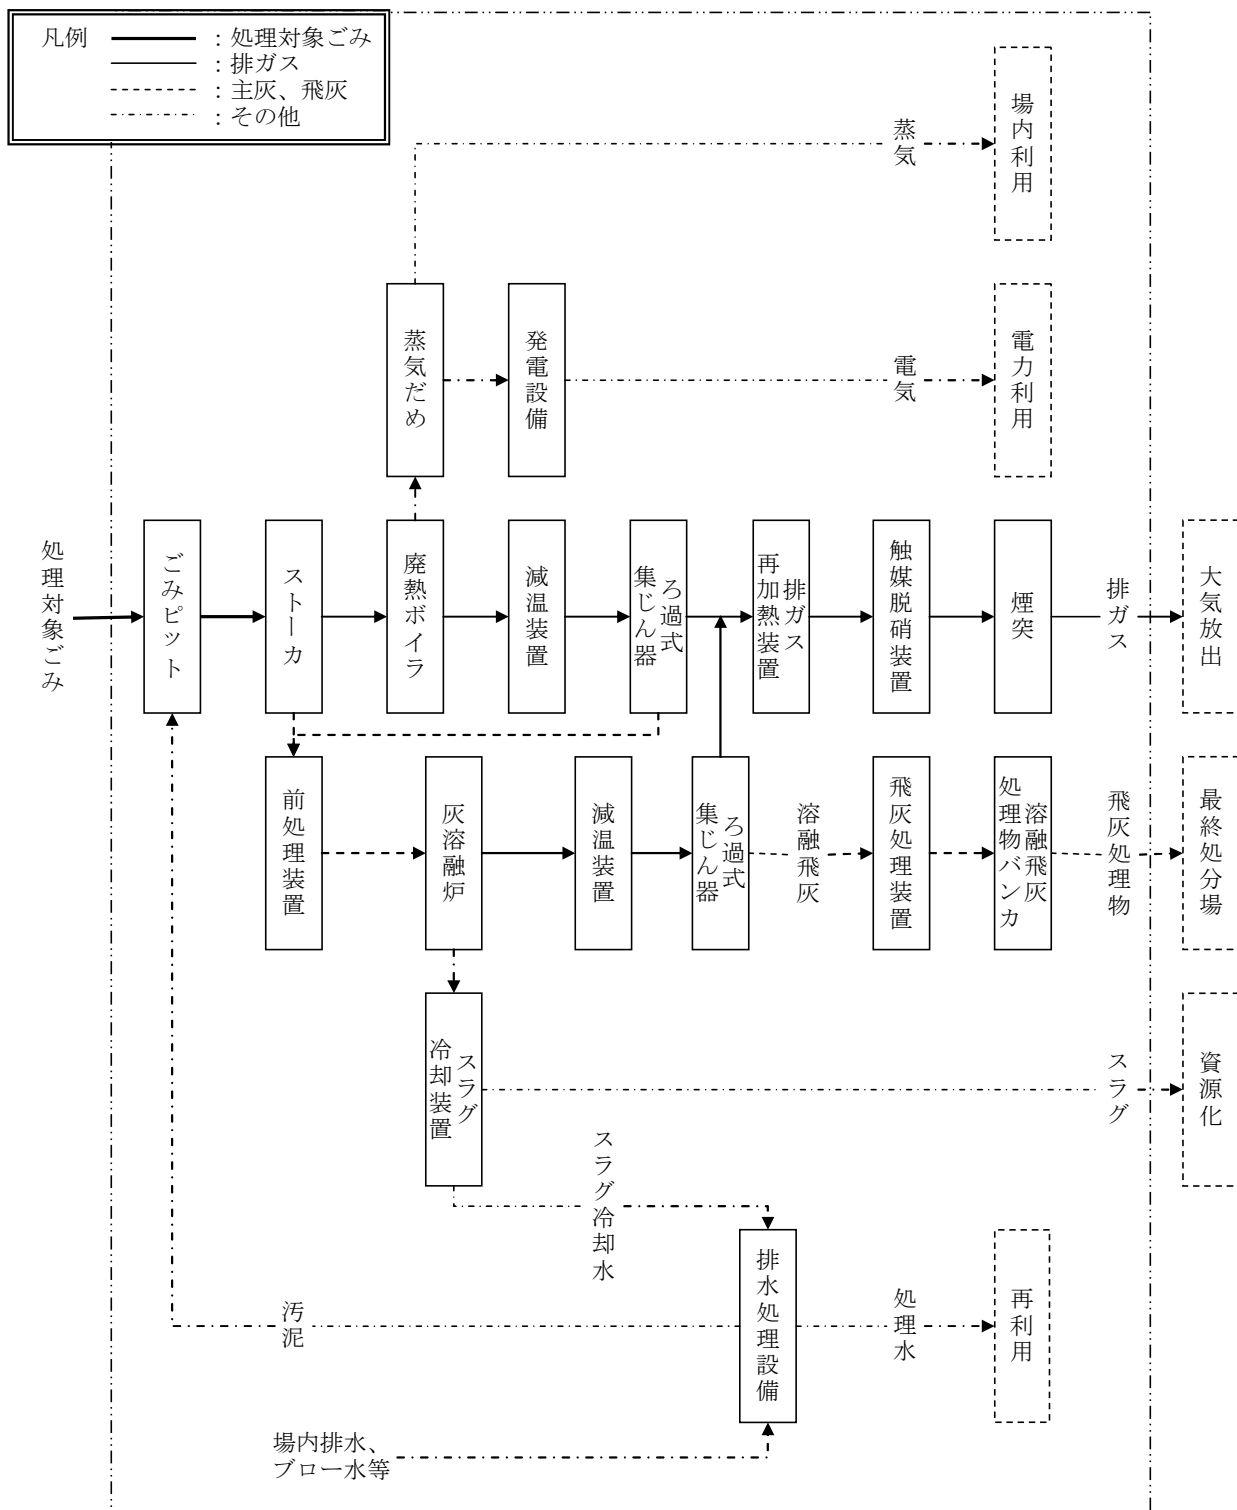 凡例
：処理対象ごみ
：排ガス
：主灰、飛灰
：その他
蒸気
場内利用
蒸気だめ
発電設備
電気
電力利用
処理対象ごみ
ごみピット
ストーカ
廃熱ボイラ
減温装置
ろ過式
集じん器
排ガス
再加熱装置
触媒脱硝装置
煙突
排ガス
大気放出
前処理装置
灰溶融炉
減温装置
ろ過式
集じん器
溶融飛灰
飛灰処理装置
溶融飛灰
処理物バンカ
飛灰処理物
最終処分場
スラグ
冷却装置
スラグ
資源化
スラグ冷却水
排水処理設備
汚泥
処理水
再利用
場内排水、
ブロー水等